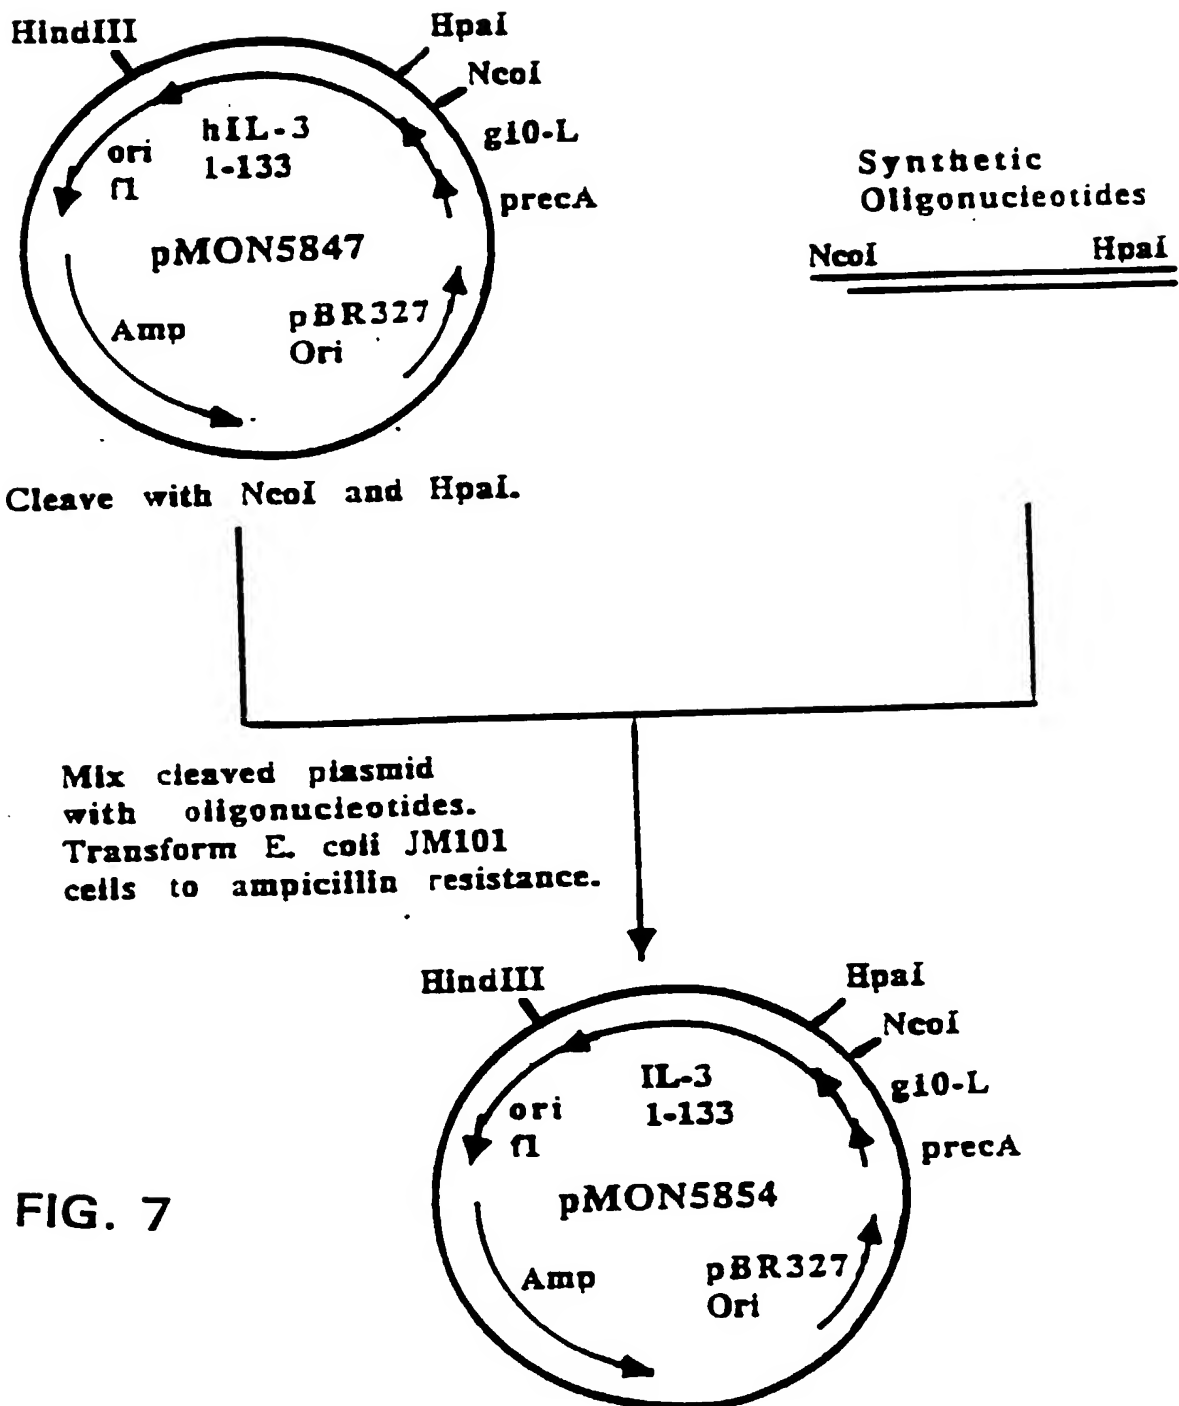 HindIII
HpaI
NcoI
g10-L
precA
hIL-3
1-133
ori
f1
pMON5847
Amp
pBR327
Ori
Synthetic
Oligonucleotides
NcoI HpaI
Cleave with NcoI and HpaI.
Mix cleaved plasmid
with oligonucleotides.
Transform E. coli JM101
cells to ampicillin resistance.
HindIII
HpaI
NcoI
g10-L
precA
IL-3
1-133
ori
f1
pMON5854
Amp
pBR327
Ori
FIG. 7